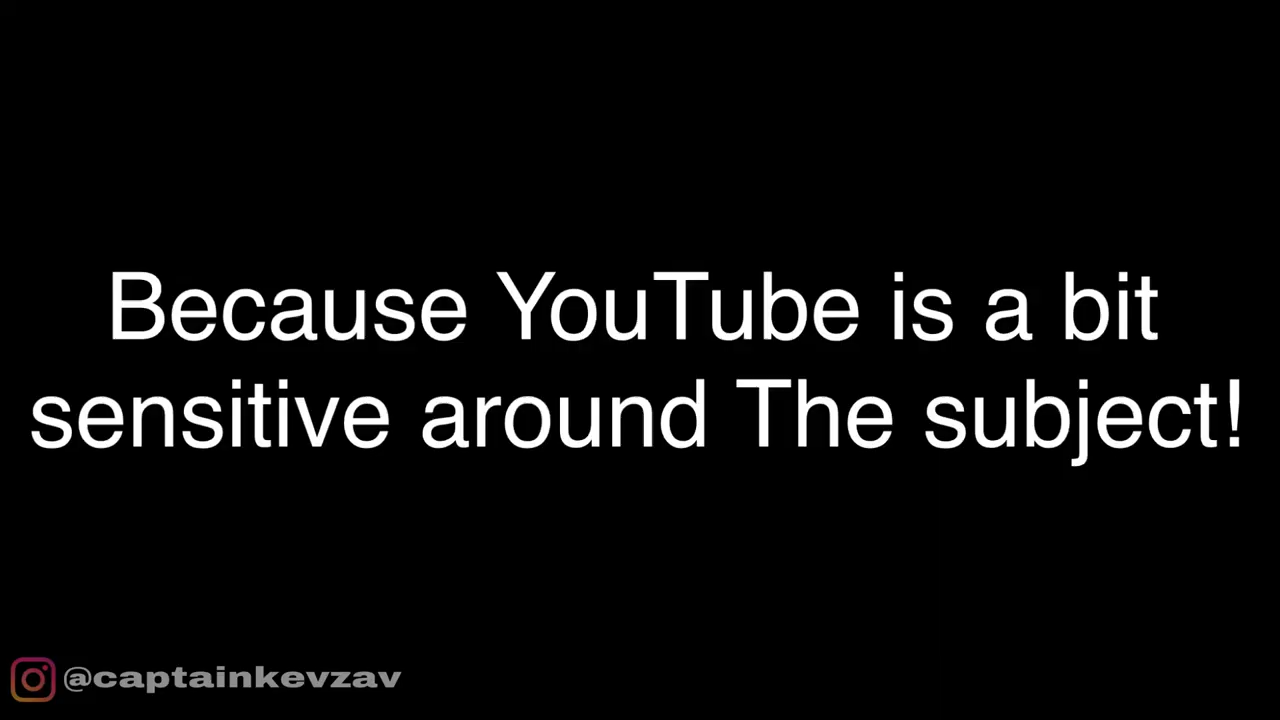 Because YouTube is a bit
sensitive around The subject!
@captainkevzav